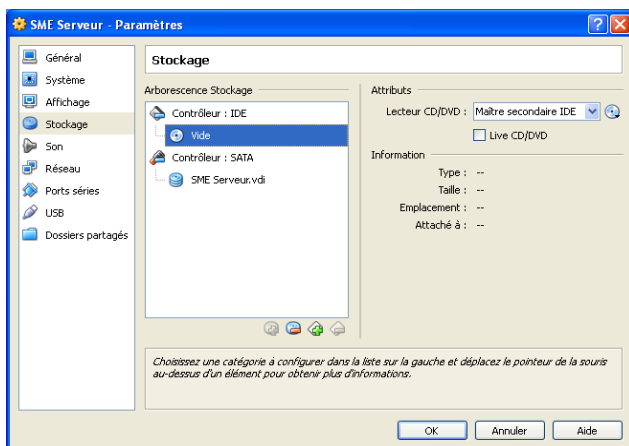 SME Serveur - Paramètres
Général
Système
Affichage
Stockage
Son
Réseau
Ports séries
USB
Dossiers partagés
Stockage
Arborescence Stockage
Contrôleur : IDE
Vide
Contrôleur : SATA
SME Serveur.vdi
Attributs
Lecteur CD/DVD : Maître secondaire IDE
Live CD/DVD
Information
Type : --
Taille : --
Emplacement : --
Attaché à : --
Choisissez une catégorie à configurer dans la liste sur la gauche et déplacez le pointeur de la souris
au-dessus d'un élément pour obtenir plus d'informations.
OK
Annuler
Aide